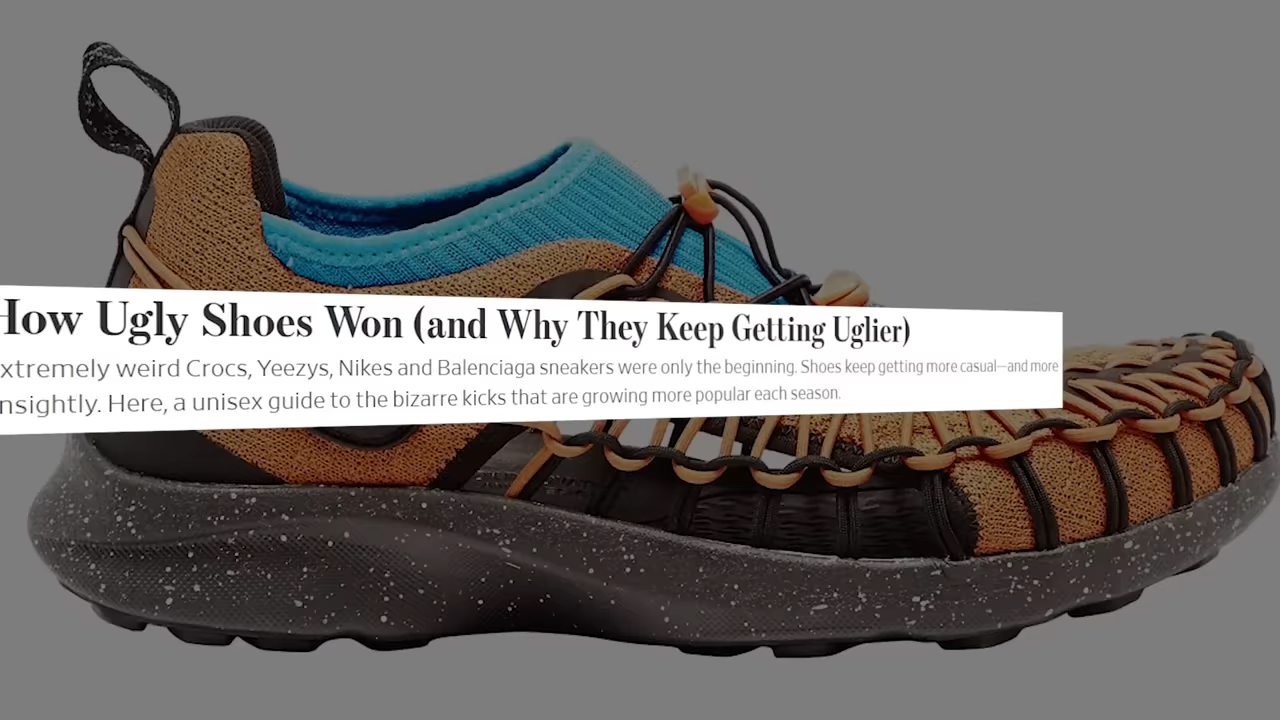 How Ugly Shoes Won (and Why They Keep Getting Uglier)
xtremely weird Crocs, Yeezys, Nikes and Balenciaga sneakers were only the beginning. Shoes keep getting more casual—and more
nsightly. Here, a unisex guide to the bizarre kicks that are growing more popular each season.